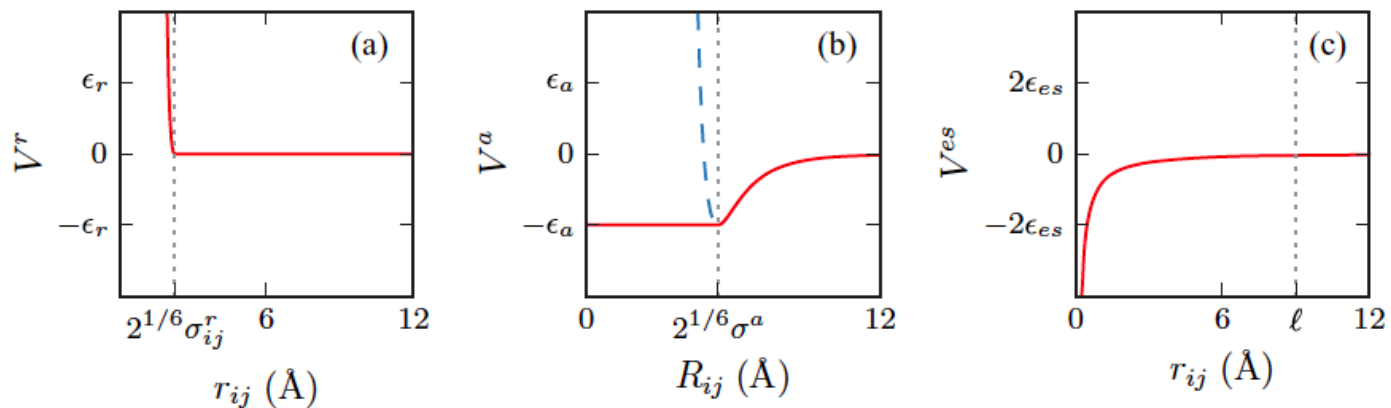 (a)
V^r
ϵ_r
0
−ϵ_r
2^{1/6}σ^r_{ij}
6
12
r_{ij} (Å)
(b)
V^a
ϵ_a
0
−ϵ_a
0
2^{1/6}σ^a
12
R_{ij} (Å)
(c)
V^{es}
2ϵ_{es}
0
−2ϵ_{es}
0
6
ℓ
12
r_{ij} (Å)